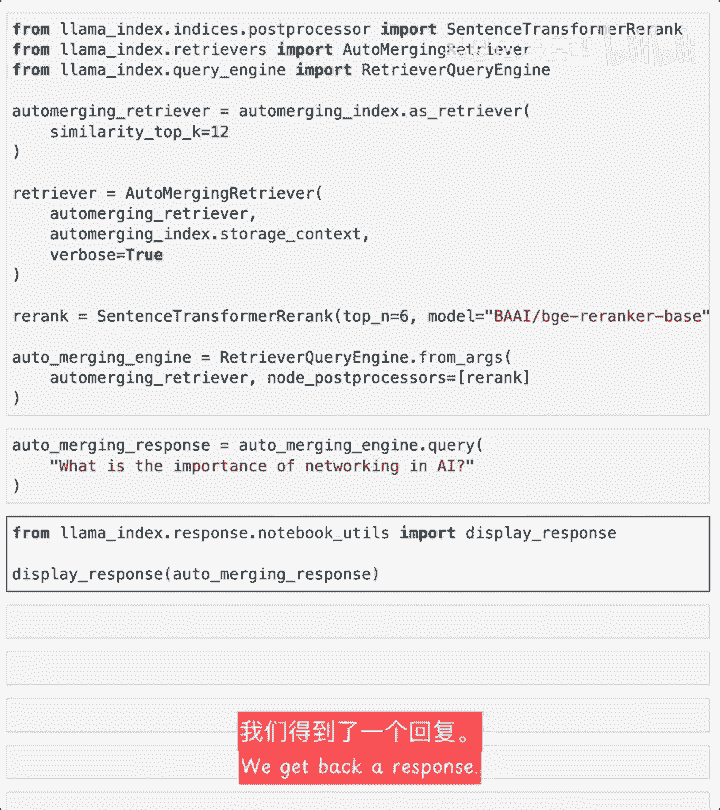 from llama_index.indices.postprocessor import SentenceTransformerRerank
from llama_index.retrievers import AutoMergingRetriever
from llama_index.query_engine import RetrieverQueryEngine
automerging_retriever = automerging_index.as_retriever(
    similarity_top_k=12
)
retriever = AutoMergingRetriever(
    automerging_retriever,
    automerging_index.storage_context,
    verbose=True
)
rerank = SentenceTransformerRerank(top_n=6, model="BAAI/bge-reranker-base"
auto_merging_engine = RetrieverQueryEngine.from_args(
    automerging_retriever, node_postprocessors=[rerank]
)
auto_merging_response = auto_merging_engine.query(
    "What is the importance of networking in AI?"
)
from llama_index.response.notebook_utils import display_response
display_response(auto_merging_response)
我们得到了一个回复。
We get back a response.